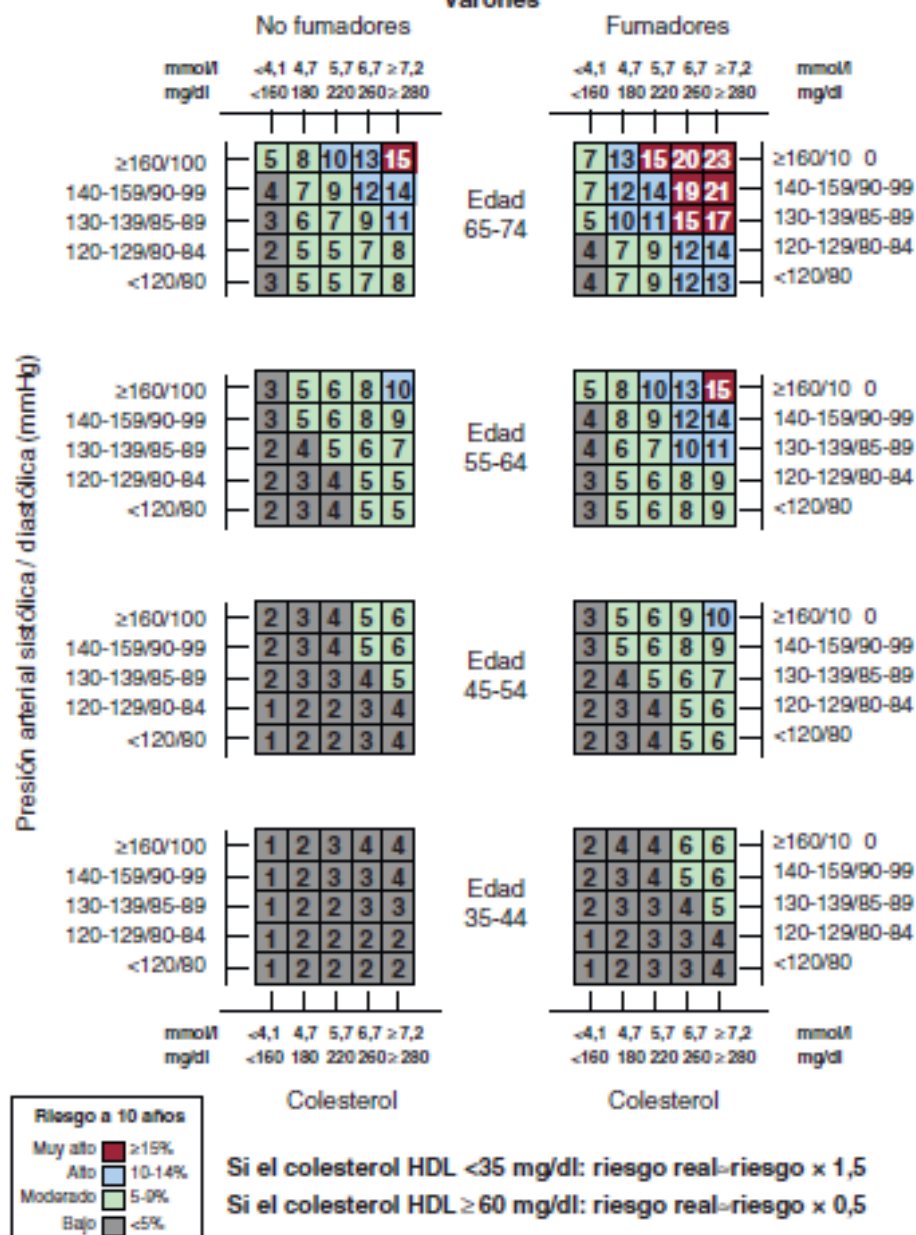 Varones
No fumadores Fumadores
mmol/l <4,1 4,7 5,7 6,7 ≥7,2 <4,1 4,7 5,7 6,7 ≥7,2 mmol/l
mg/dl <160 180 220 260 ≥ 280 <160 180 220 260 ≥ 280 mg/dl
≥160/100 5 8 10 13 15 7 13 15 20 23 ≥160/10 0
140-159/90-99 4 7 9 12 14 Edad 7 12 14 19 21 140-159/90-99
130-139/85-89 3 6 7 9 11 65-74 5 10 11 15 17 130-139/85-89
120-129/80-84 2 5 5 7 8 4 7 9 12 14 120-129/80-84
<120/80 3 5 5 7 8 4 7 9 12 13 <120/80
Presión arterial sistólica / diastólica (mmHg)
≥160/100 3 5 6 8 10 5 8 10 13 15 ≥160/10 0
140-159/90-99 3 5 6 8 9 Edad 4 8 9 12 14 140-159/90-99
130-139/85-89 2 4 5 6 7 55-64 4 6 7 10 11 130-139/85-89
120-129/80-84 2 3 4 5 5 3 5 6 8 9 120-129/80-84
<120/80 2 3 4 5 5 3 5 6 8 9 <120/80
≥160/100 2 3 4 5 6 3 5 6 9 10 ≥160/10 0
140-159/90-99 2 3 4 5 6 Edad 3 5 6 8 9 140-159/90-99
130-139/85-89 2 3 3 4 5 45-54 2 4 5 6 7 130-139/85-89
120-129/80-84 1 2 2 3 4 2 3 4 5 6 120-129/80-84
<120/80 1 2 2 3 4 2 3 4 5 6 <120/80
≥160/100 1 2 3 4 4 2 4 4 6 6 ≥160/10 0
140-159/90-99 1 2 3 3 4 Edad 2 3 4 5 6 140-159/90-99
130-139/85-89 1 2 2 3 3 35-44 2 3 3 4 5 130-139/85-89
120-129/80-84 1 2 2 2 2 1 2 3 3 4 120-129/80-84
<120/80 1 2 2 2 2 1 2 3 3 4 <120/80
mmol/l <4,1 4,7 5,7 6,7 ≥7,2 <4,1 4,7 5,7 6,7 ≥7,2 mmol/l
mg/dl <160 180 220 260 ≥ 280 <160 180 220 260 ≥ 280 mg/dl
Colesterol Colesterol
Riesgo a 10 años
Muy alto ≥15%
Alto 10-14%
Moderado 5-9%
Bajo <5%
Si el colesterol HDL <35 mg/dl: riesgo real≈riesgo × 1,5
Si el colesterol HDL ≥ 60 mg/dl: riesgo real≈riesgo × 0,5